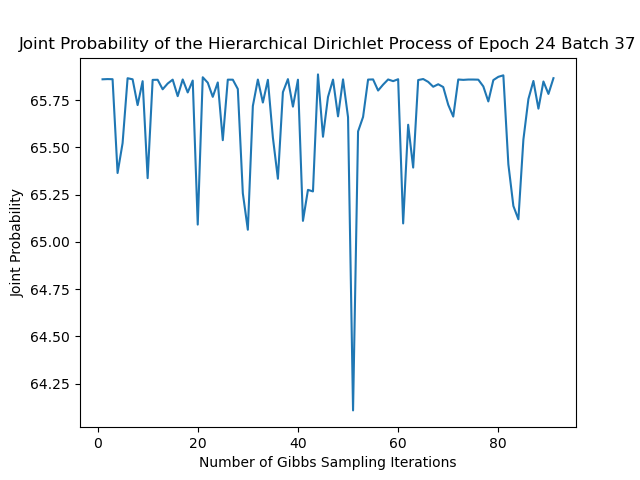 Joint Probability of the Hierarchical Dirichlet Process of Epoch 24 Batch 37
Joint Probability
65.75
65.50
65.25
65.00
64.75
64.50
64.25
0 20 40 60 80
Number of Gibbs Sampling Iterations